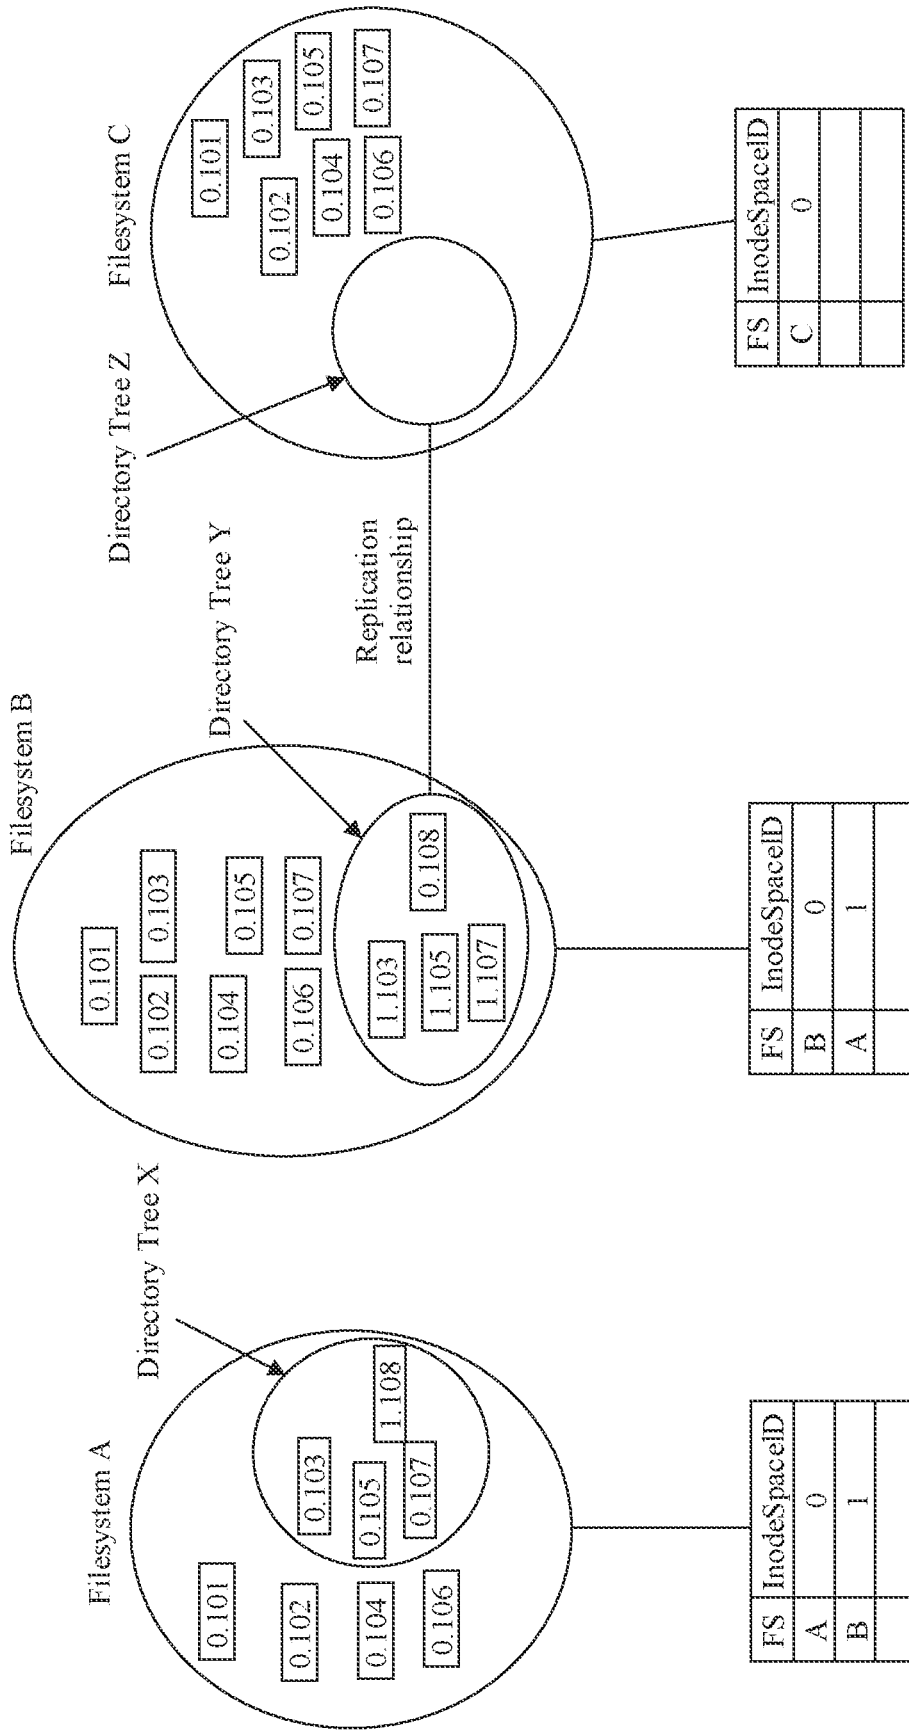 Filesystem A
Directory Tree X
0.101
0.102
0.104
0.106
0.103
0.105
0.107
1.108
FS InodeSpaceID
A 0
B 1
Filesystem B
Directory Tree Y
0.101
0.102 0.103
0.104 0.105
0.106 0.107
1.103
1.105
1.107
0.108
FS InodeSpaceID
B 0
A 1
Replication
relationship
Filesystem C
Directory Tree Z
0.101
0.102 0.103
0.104 0.105
0.106 0.107
FS InodeSpaceID
C 0